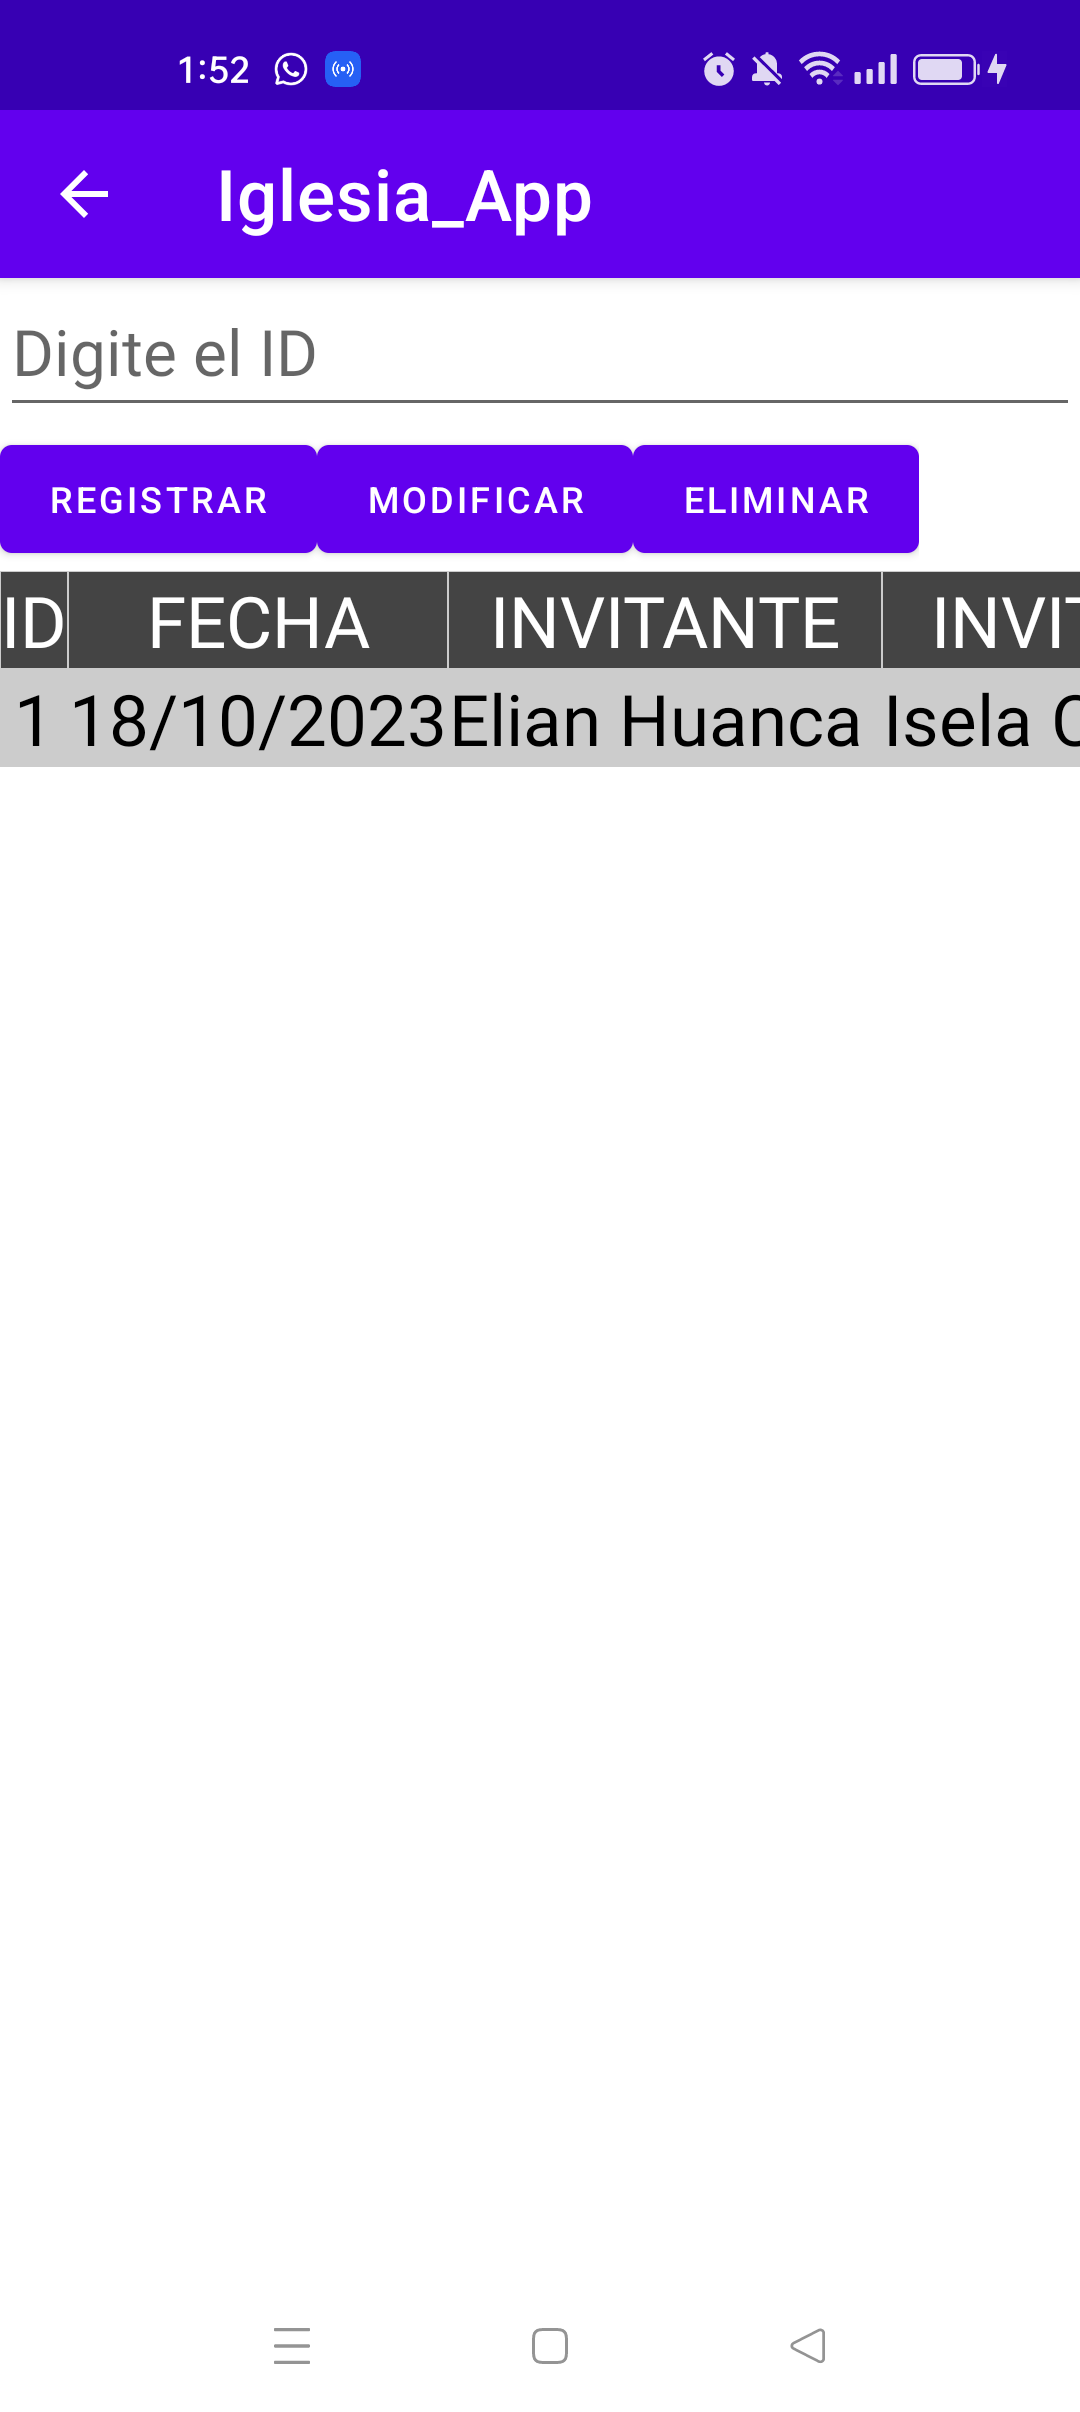 1:52
Iglesia_App
Digite el ID
REGISTRAR MODIFICAR ELIMINAR
ID FECHA INVITANTE INVIT
1 18/10/2023 Elian Huanca Isela